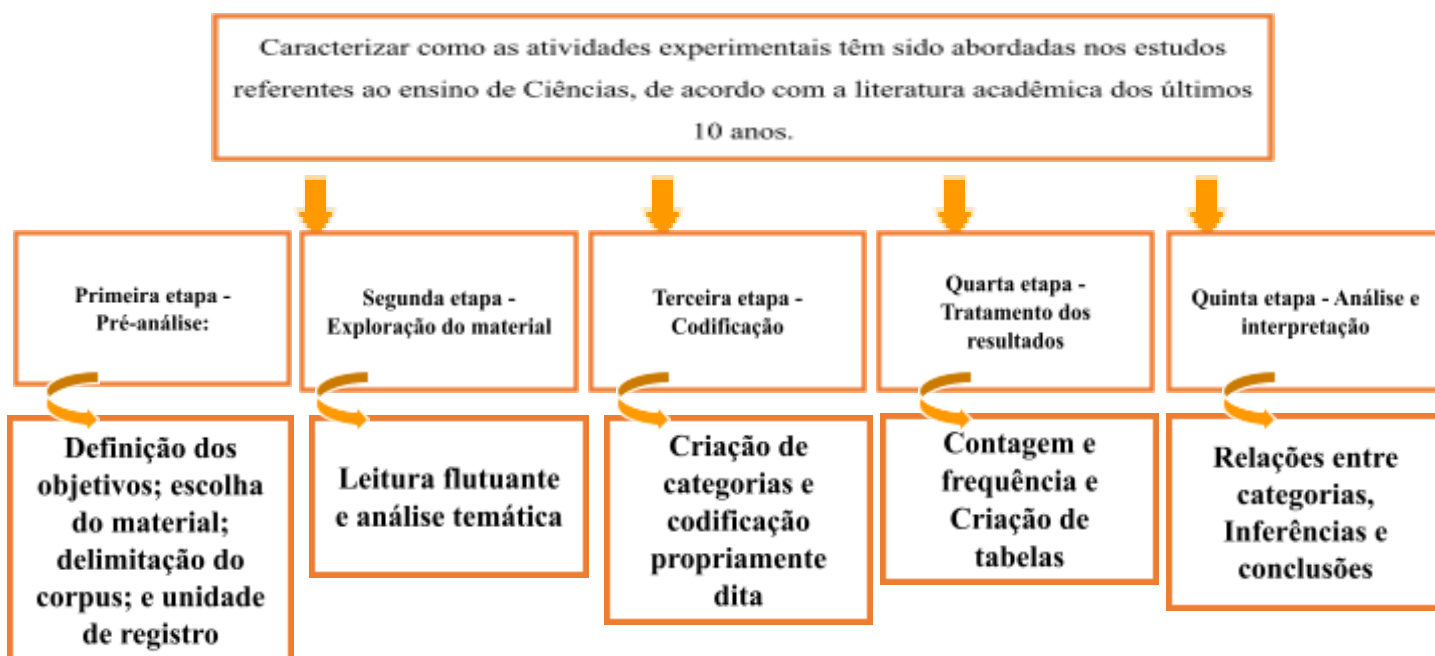 Caracterizar como as atividades experimentais têm sido abordadas nos estudos
referentes ao ensino de Ciências, de acordo com a literatura acadêmica dos últimos
10 anos.
Primeira etapa -
Pré-análise:
Definição dos
objetivos; escolha
do material;
delimitação do
corpus; e unidade
de registro
Segunda etapa -
Exploração do material
Leitura flutuante
e análise temática
Terceira etapa -
Codificação
Criação de
categorias e
codificação
propriamente
dita
Quarta etapa -
Tratamento dos
resultados
Contagem e
frequência e
Criação de
tabelas
Quinta etapa - Análise e
interpretação
Relações entre
categorias,
Inferências e
conclusões